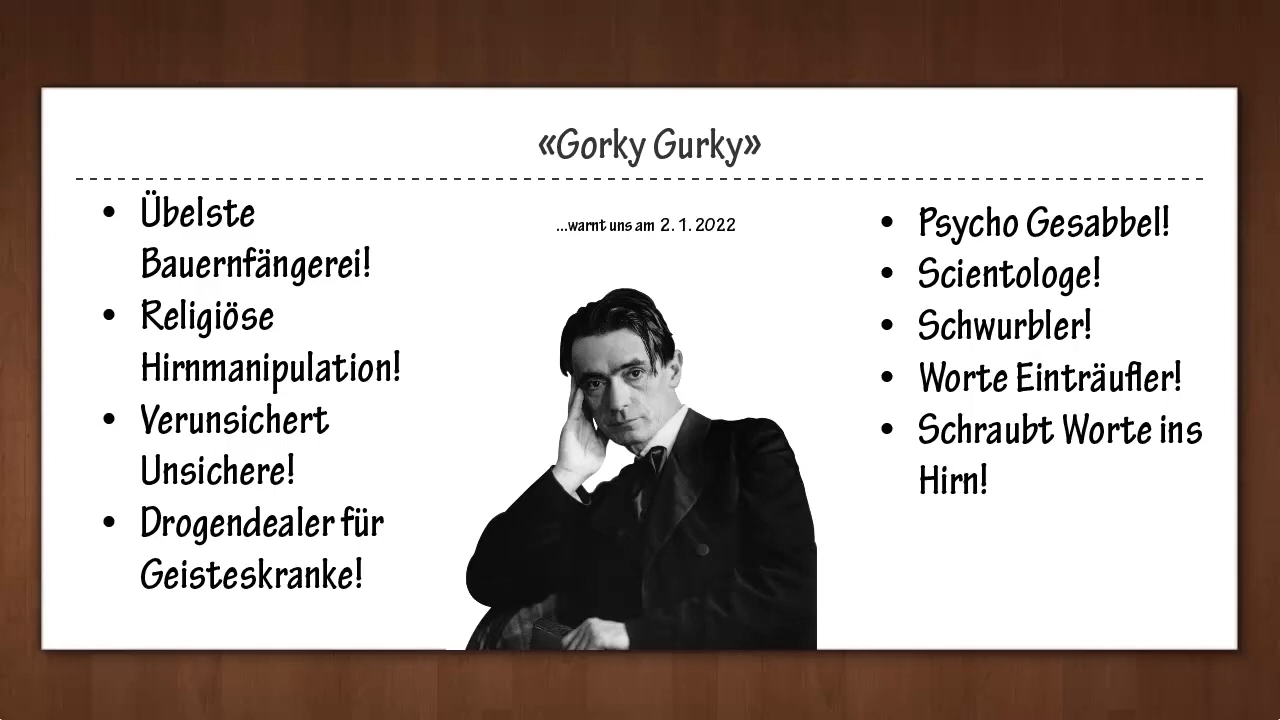 «Gorky Gurky»
...warnt uns am 2. 1. 2022
• Übelste
Bauernfängerei!
• Religiöse
Hirnmanipulation!
• Verunsichert
Unsichere!
• Drogendealer für
Geisteskranke!
• Psycho Gesabbel!
• Scientologe!
• Schwurbler!
• Worte Einträufler!
• Schraubt Worte ins
Hirn!